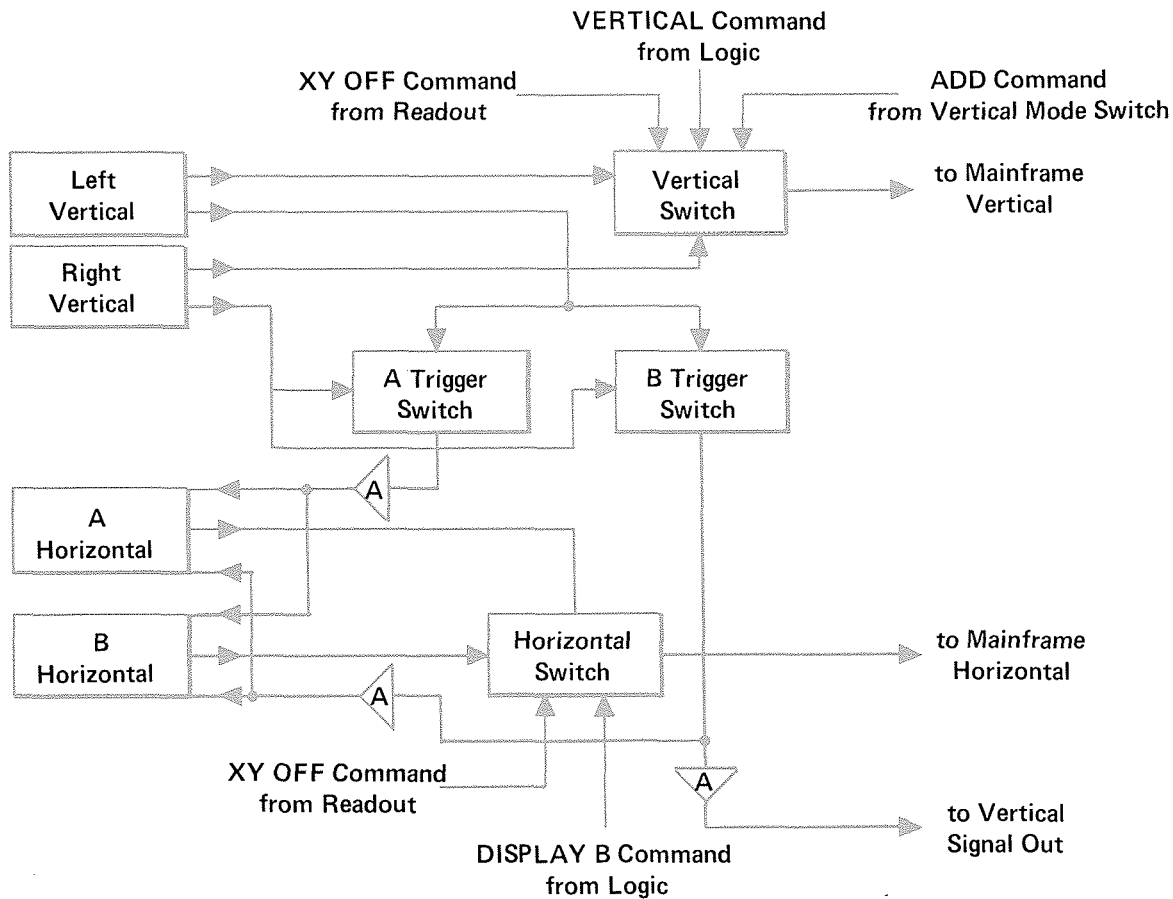 VERTICAL Command
from Logic
XY OFF Command
from Readout
ADD Command
from Vertical Mode Switch
Left
Vertical
Vertical
Switch
to Mainframe
Vertical
Right
Vertical
A Trigger
Switch
B Trigger
Switch
A
A
Horizontal
B
Horizontal
Horizontal
Switch
to Mainframe
Horizontal
A
XY OFF Command
from Readout
A
to Vertical
Signal Out
DISPLAY B Command
from Logic